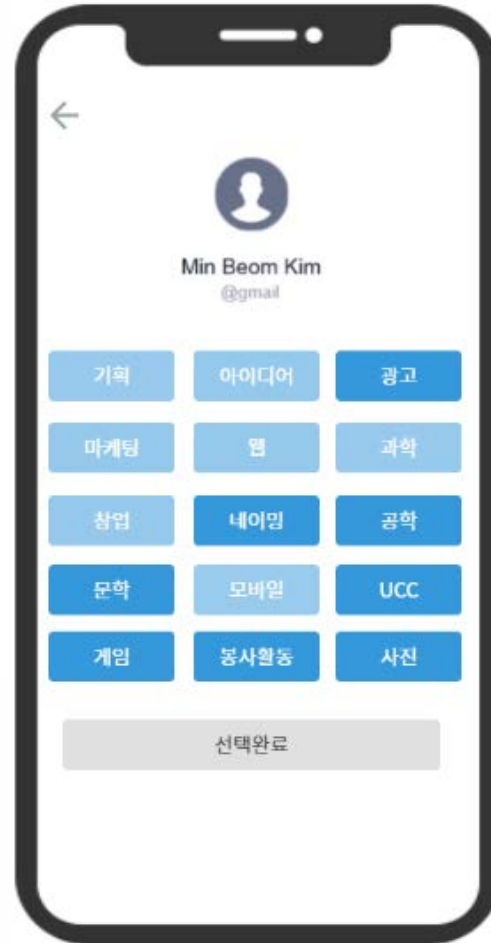 Min Beom Kim
@gmail
기획 아이디어 광고
마케팅 웹 과학
창업 네이밍 공학
문학 모바일 UCC
게임 봉사활동 사진
선택완료